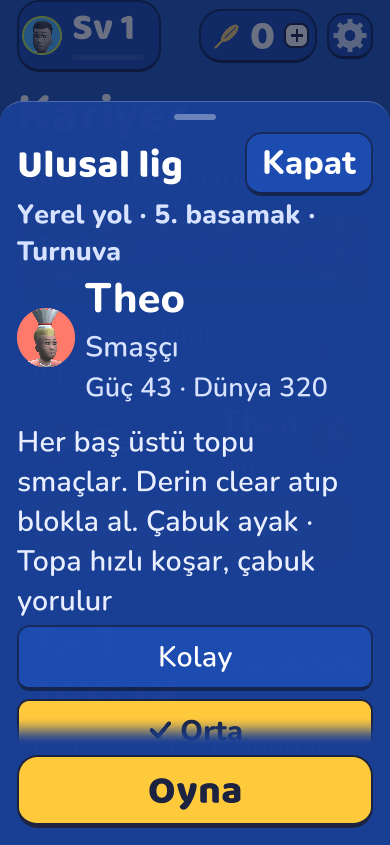 Sv 1
0
Kariyer
Ulusal lig
Kapat
Yerel yol · 5. basamak ·
Turnuva
Theo
Smaşçı
Güç 43 · Dünya 320
Her baş üstü topu
smaçlar. Derin clear atıp
blokla al. Çabuk ayak ·
Topa hızlı koşar, çabuk
yorulur
Kolay
✓ Orta
Oyna